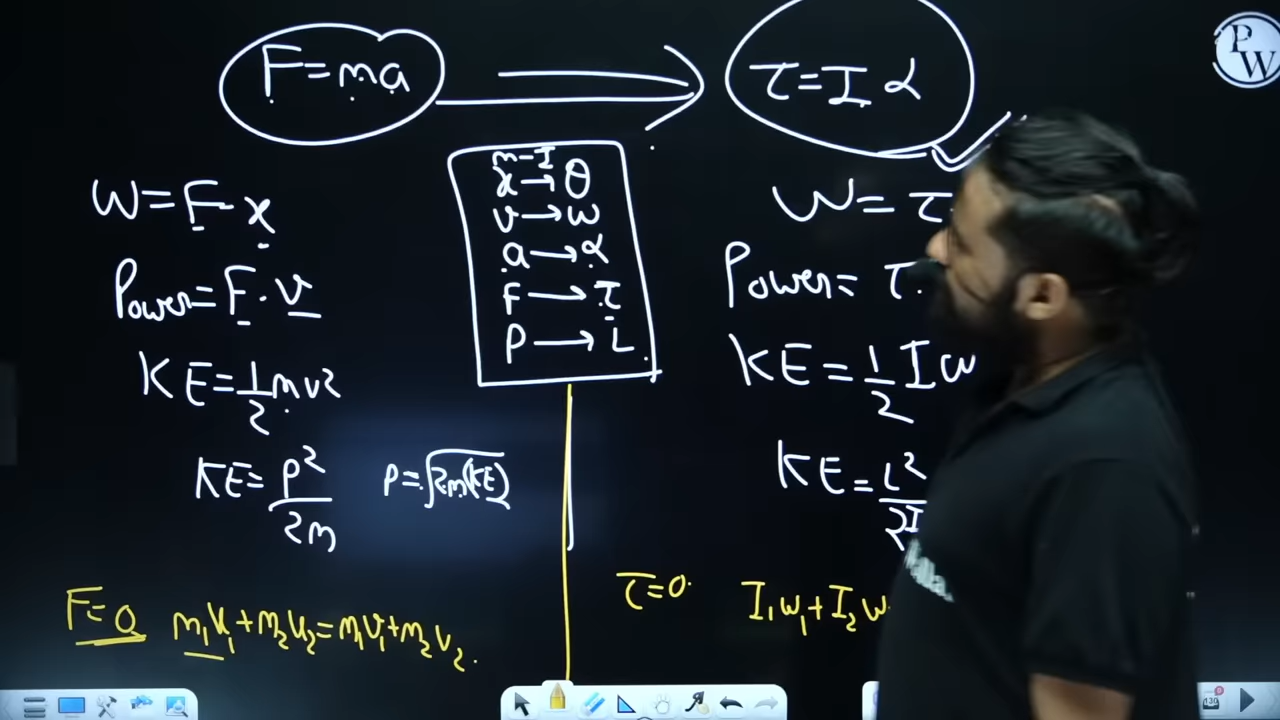 F=ma
τ=Iα
PW
m-I
x→θ
v→ω
a→α
F→τ
P→L
W=F·x
Power=F·v
KE=1/2mv²
KE=P²/2m
P=√2m(KE)
W=τ
Power=τ.
KE=1/2Iω
KE=L²/2I
F=0
m₁u₁+m₂u₂=m₁v₁+m₂v₂.
τ=0.
I₁ω₁+I₂ω